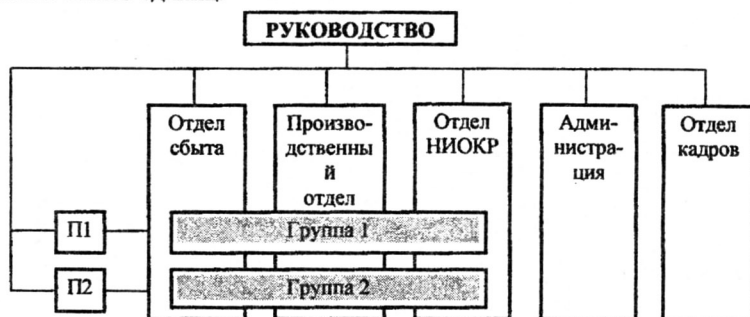 РУКОВОДСТВО
Отдел
сбыта
Произво-
дственны
й
отдел
Отдел
НИОКР
Адми-
нистра-
ция
Отдел
кадров
П1
Группа 1
П2
Группа 2